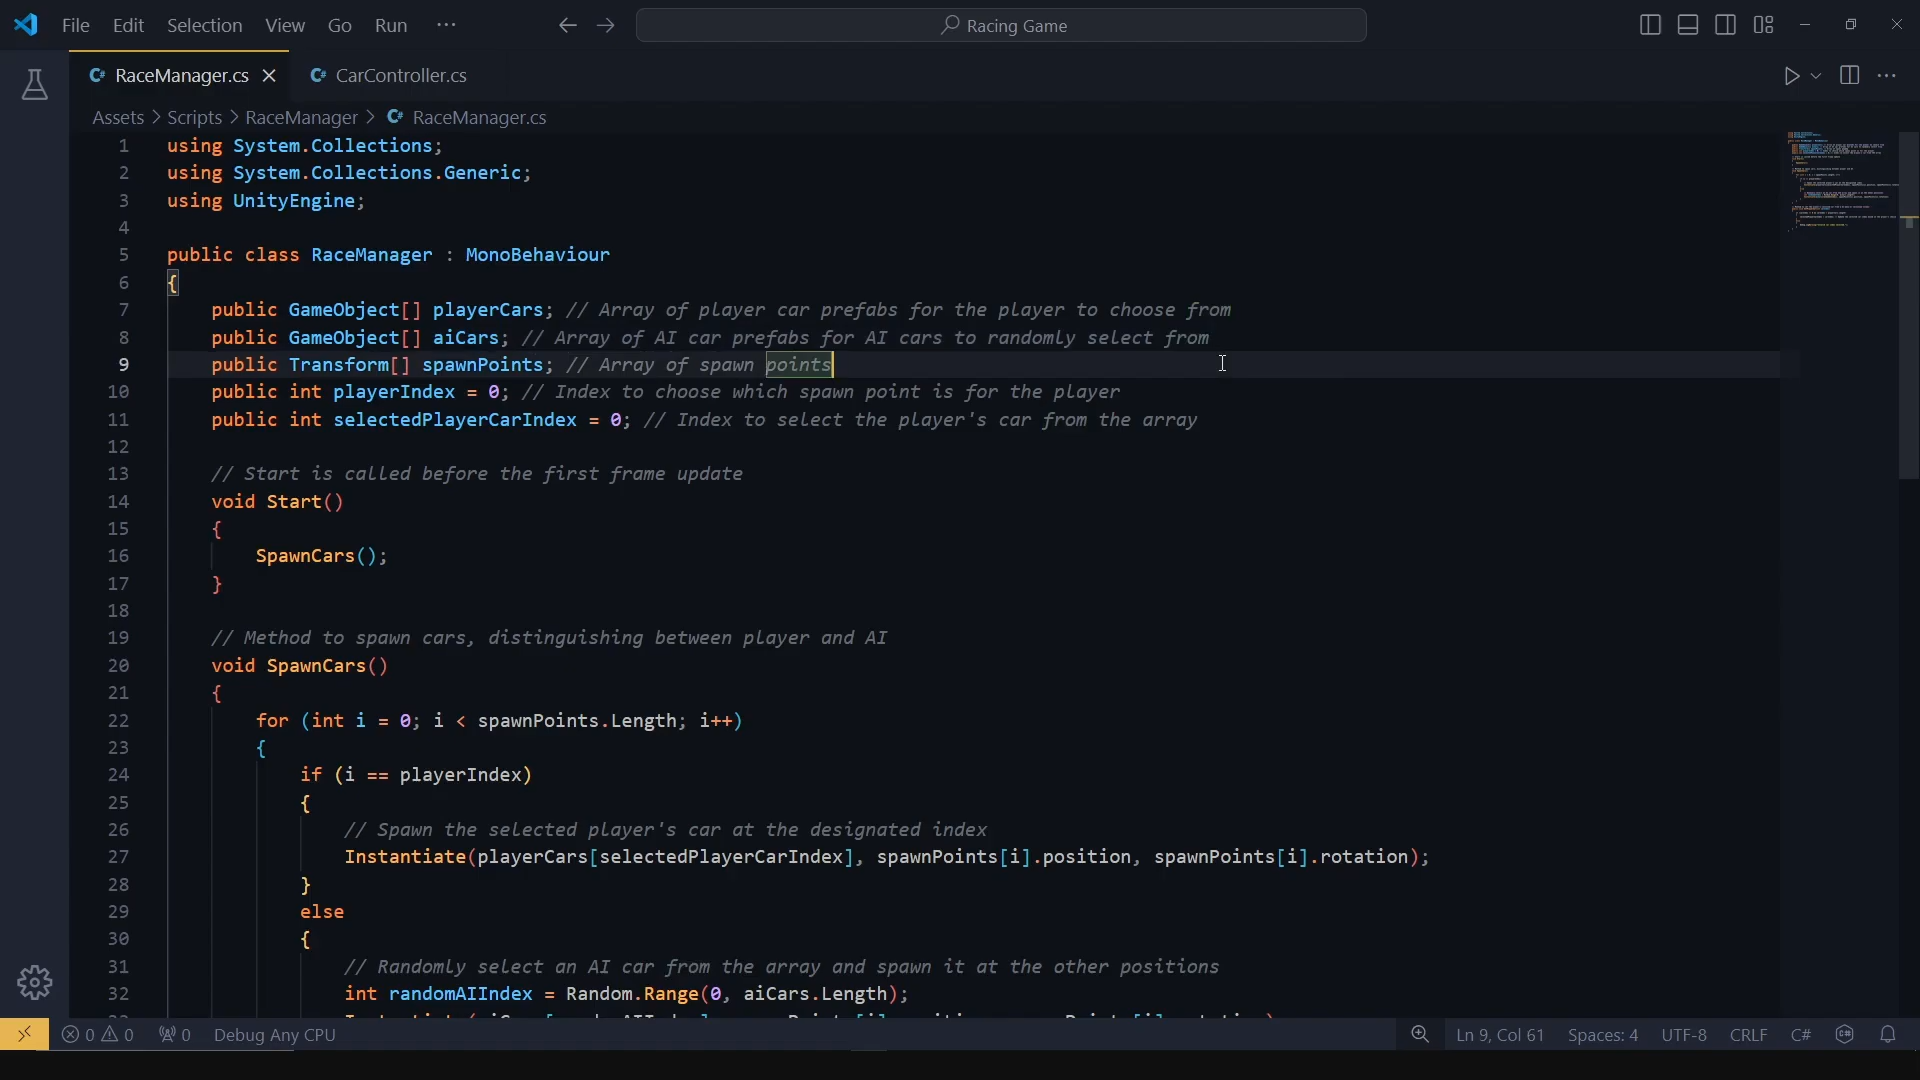 File Edit Selection View Go Run ···
Racing Game
C# RaceManager.cs
C# CarController.cs
Assets > Scripts > RaceManager > C# RaceManager.cs
1 using System.Collections;
2 using System.Collections.Generic;
3 using UnityEngine;
4
5 public class RaceManager : MonoBehaviour
6 {
7 public GameObject[] playerCars; // Array of player car prefabs for the player to choose from
8 public GameObject[] aiCars; // Array of AI car prefabs for AI cars to randomly select from
9 public Transform[] spawnPoints; // Array of spawn points
10 public int playerIndex = 0; // Index to choose which spawn point is for the player
11 public int selectedPlayerCarIndex = 0; // Index to select the player's car from the array
12
13 // Start is called before the first frame update
14 void Start()
15 {
16 SpawnCars();
17 }
18
19 // Method to spawn cars, distinguishing between player and AI
20 void SpawnCars()
21 {
22 for (int i = 0; i < spawnPoints.Length; i++)
23 {
24 if (i == playerIndex)
25 {
26 // Spawn the selected player's car at the designated index
27 Instantiate(playerCars[selectedPlayerCarIndex], spawnPoints[i].position, spawnPoints[i].rotation);
28 }
29 else
30 {
31 // Randomly select an AI car from the array and spawn it at the other positions
32 int randomAIIndex = Random.Range(0, aiCars.Length);
0 0 0 Debug Any CPU Ln 9, Col 61 Spaces: 4 UTF-8 CRLF C#